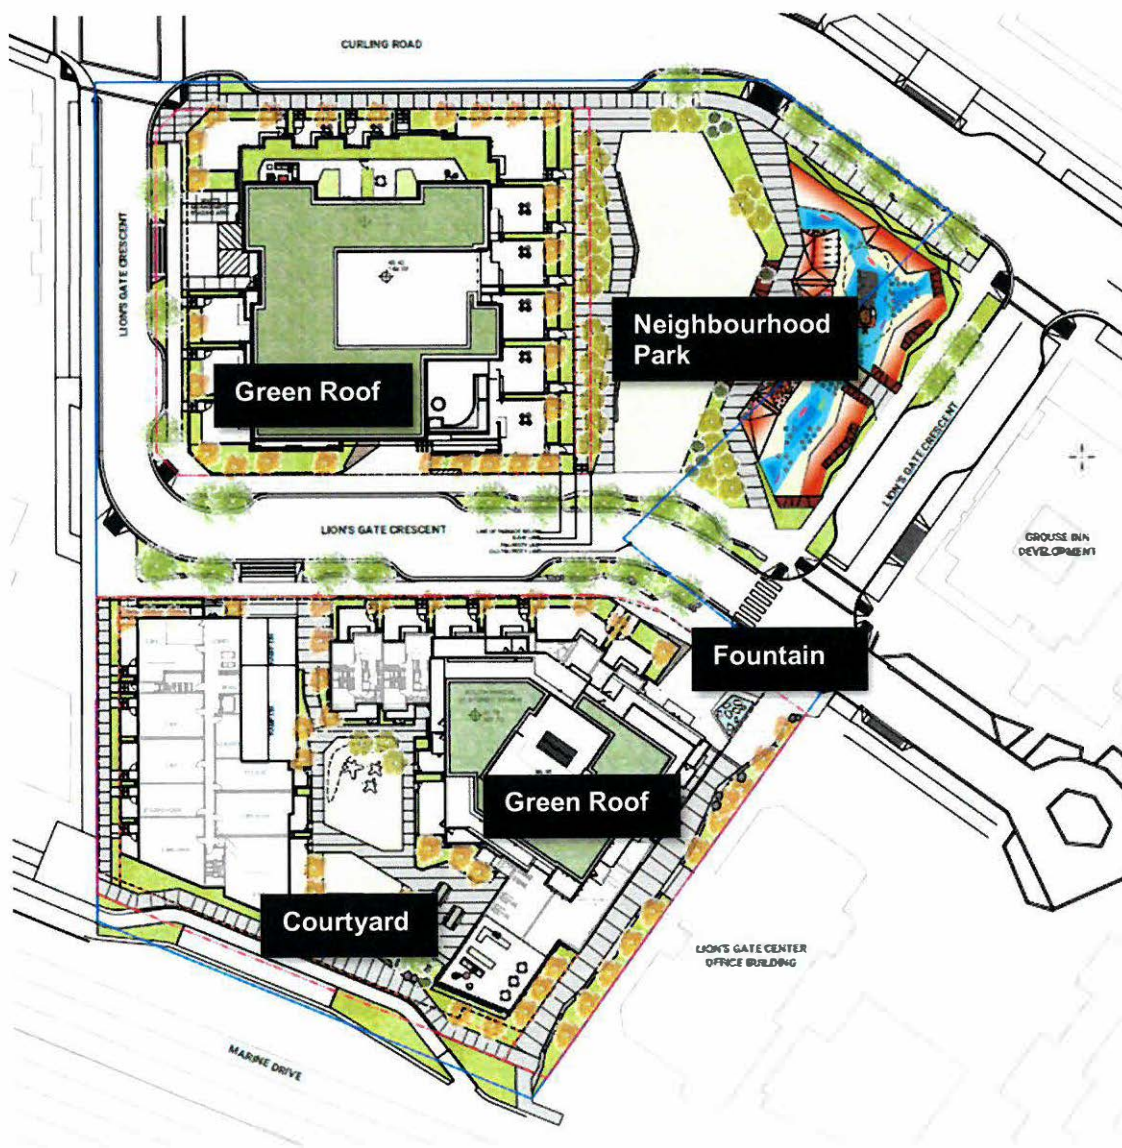 CURLING ROAD
LION'S GATE CRESCENT
Neighbourhood
Park
Green Roof
LION'S GATE CRESCENT
LION'S GATE CRESCENT
GROUSE INN
DEVELOPMENT
Fountain
Green Roof
Courtyard
LION'S GATE CENTER
OFFICE BUILDING
MARINE DRIVE